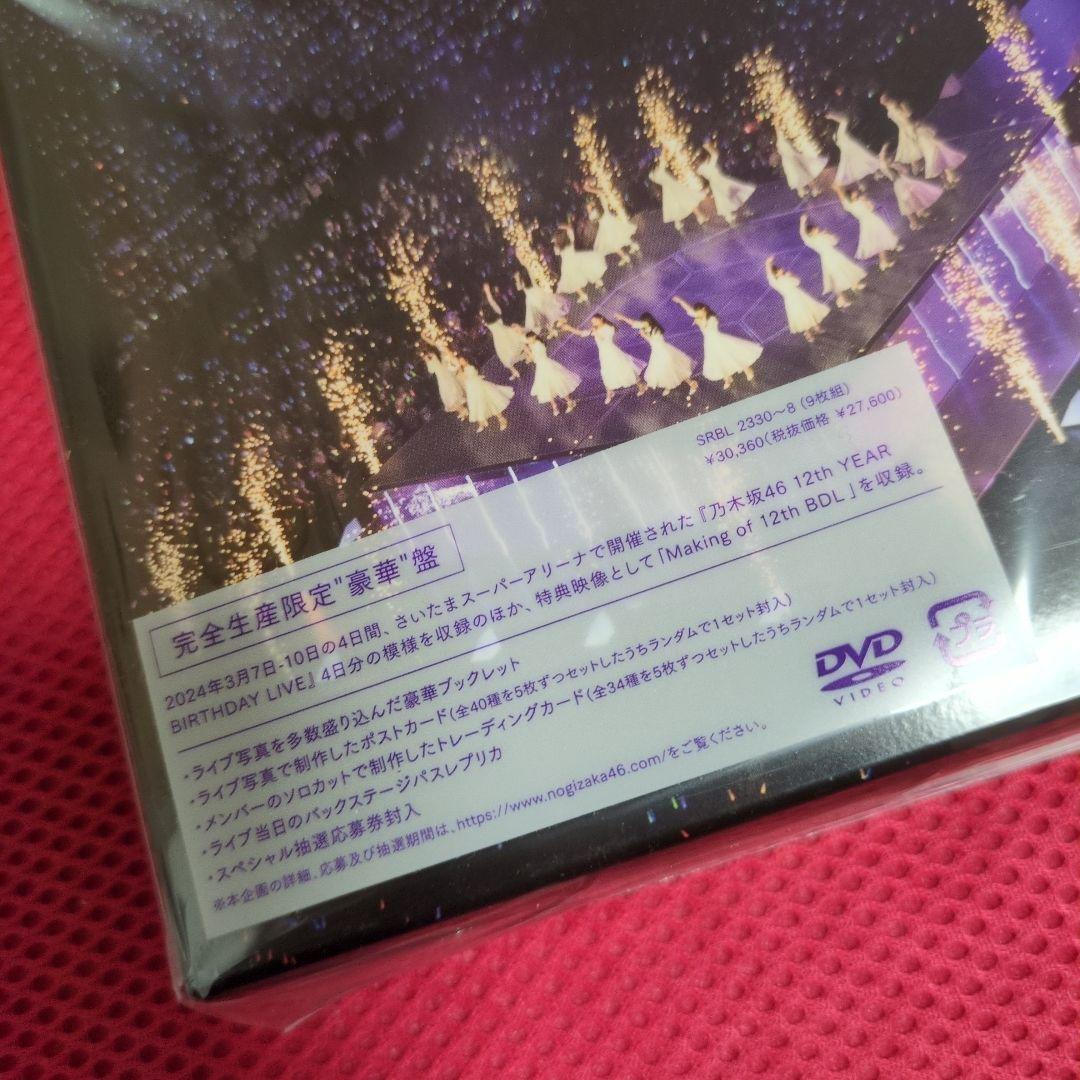 SRBL 2330～8 (9枚組)
¥30,360(税抜価格 ¥27,600)
完全生産限定"豪華"盤
2024年3月7日-10日の4日間、さいたまスーパーアリーナで開催された『乃木坂46 12th YEAR
BIRTHDAY LIVE』4日分の模様を収録のほか、特典映像として「Making of 12th BDL」を収録。
・ライブ写真を多数盛り込んだ豪華ブックレット
・ライブ写真で制作したポストカード(全40種を5枚ずつセットしたうちランダムで1セット封入)
・メンバーのソロカットで制作したトレーディングカード(全34種を5枚ずつセットしたうちランダムで1セット封入)
・ライブ当日のバックステージパスレプリカ
・スペシャル抽選応募券封入
※本企画の詳細、応募及び抽選期間は、https://www.nogizaka46.com/をご覧ください。
DVD
VIDEO
プラ